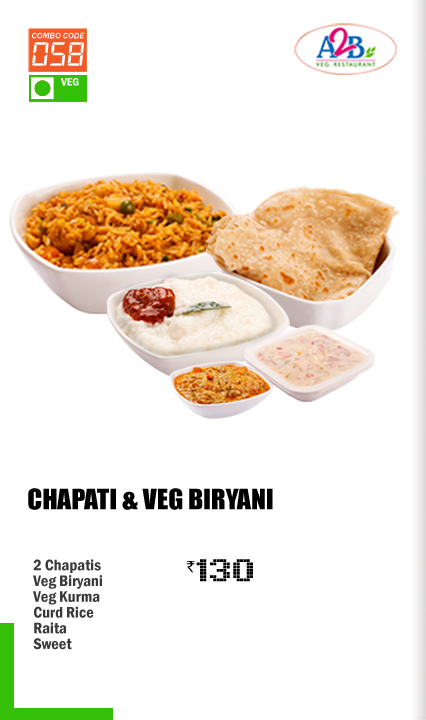 COMBO CODE
058
VEG
A2B
VEG. RESTAURANT
CHAPATI & VEG BIRYANI
2 Chapatis
Veg Biryani
Veg Kurma
Curd Rice
Raita
Sweet
₹130